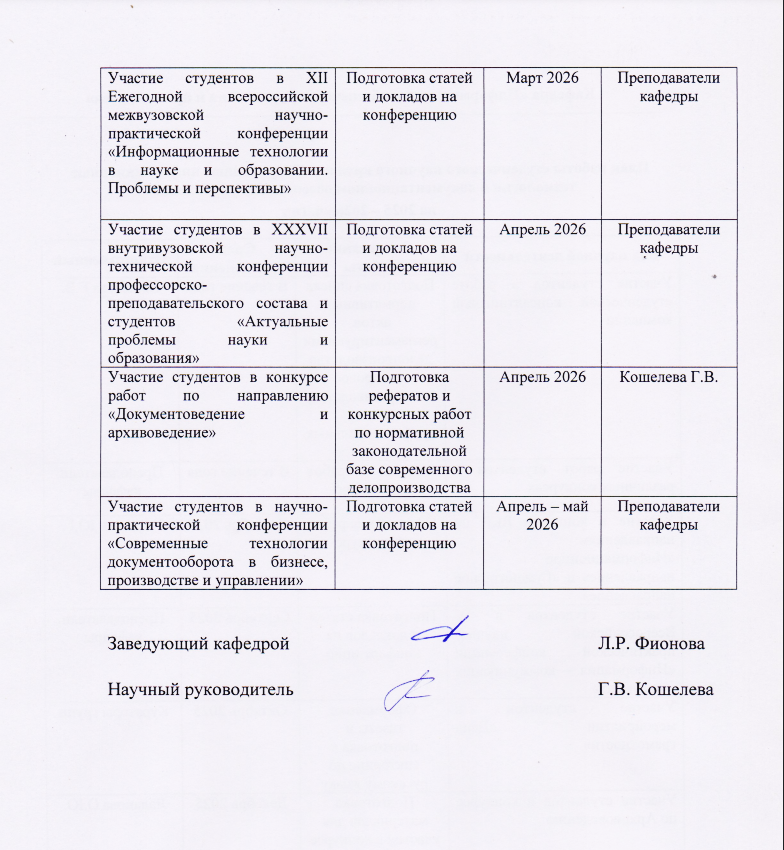 Участие студентов в XII
Ежегодной всероссийской
межвузовской научно-
практической конференции
«Информационные технологии
в науке и образовании.
Проблемы и перспективы»
Подготовка статей
и докладов на
конференцию
Март 2026
Преподаватели
кафедры
Участие студентов в XXXVII
внутривузовской научно-
технической конференции
профессорско-
преподавательского состава и
студентов «Актуальные
проблемы науки и
образования»
Подготовка статей
и докладов на
конференцию
Апрель 2026
Преподаватели
кафедры
Участие студентов в конкурсе
работ по направлению
«Документоведение и
архивоведение»
Подготовка
рефератов и
конкурсных работ
по нормативной
законодательной
базе современного
делопроизводства
Апрель 2026
Кошелева Г.В.
Участие студентов в научно-
практической конференции
«Современные технологии
документооборота в бизнесе,
производстве и управлении»
Подготовка статей
и докладов на
конференцию
Апрель – май
2026
Преподаватели
кафедры
Заведующий кафедрой Л.Р. Фионова
Научный руководитель Г.В. Кошелева